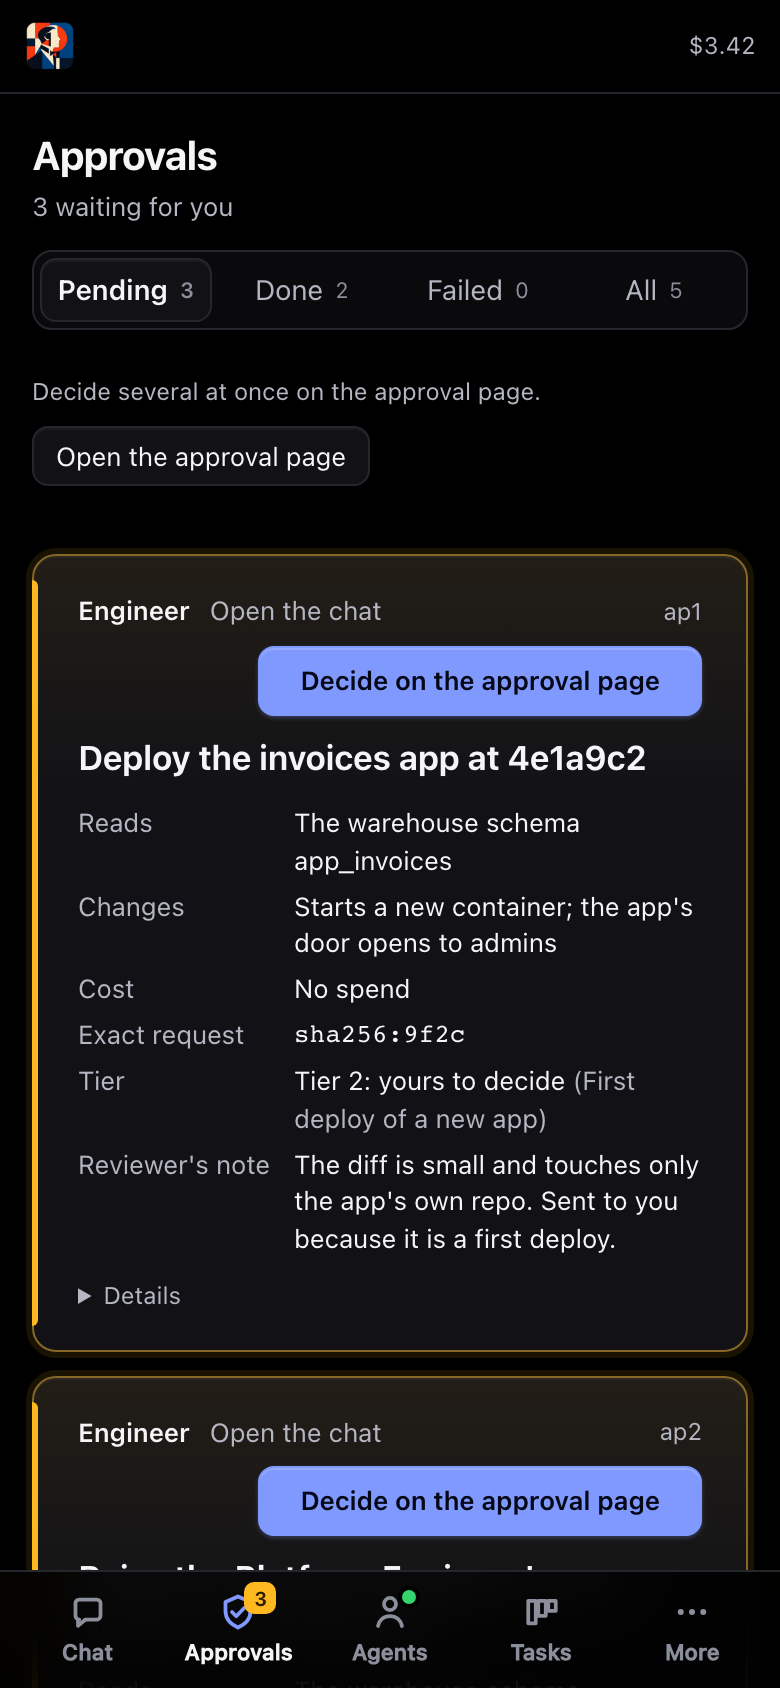 $3.42
Approvals
3 waiting for you
Pending 3 Done 2 Failed 0 All 5
Decide several at once on the approval page.
Open the approval page
Engineer Open the chat ap1
Decide on the approval page
Deploy the invoices app at 4e1a9c2
Reads The warehouse schema
app_invoices
Changes Starts a new container; the app's
door opens to admins
Cost No spend
Exact request sha256:9f2c
Tier Tier 2: yours to decide (First
deploy of a new app)
Reviewer's note The diff is small and touches only
the app's own repo. Sent to you
because it is a first deploy.
Details
Engineer Open the chat ap2
Decide on the approval page
3
Chat Approvals Agents Tasks More